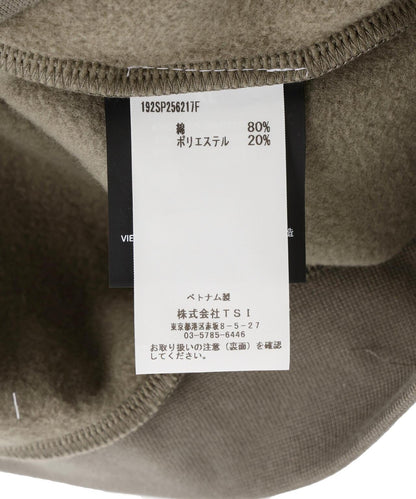 192SP256217F
綿 80%
ポリエステル 20%
VIE
造
ベトナム製
株式会社TSI
東京都港区赤坂8-5-27
03-5785-6446
お取り扱いの注意(裏面)を確認
してください。